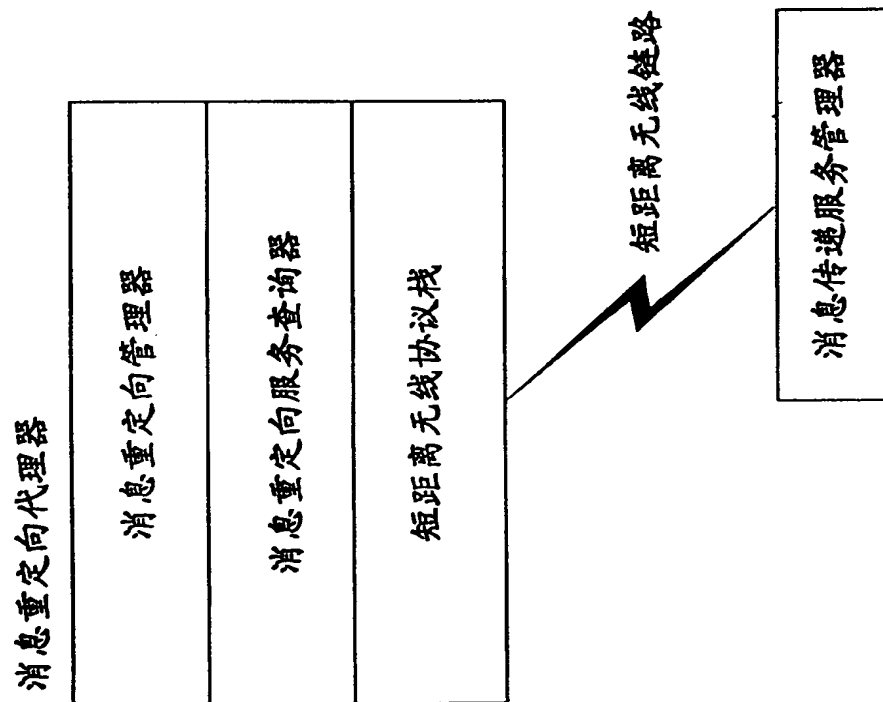 消息重定向代理器
消息重定向管理器
消息重定向服务查询器
短距离无线协议栈
短距离无线链路
消息传递服务管理器